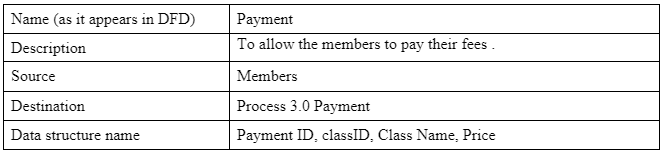 Name (as it appears in DFD) Payment
Description To allow the members to pay their fees .
Source Members
Destination Process 3.0 Payment
Data structure name Payment ID, classID, Class Name, Price